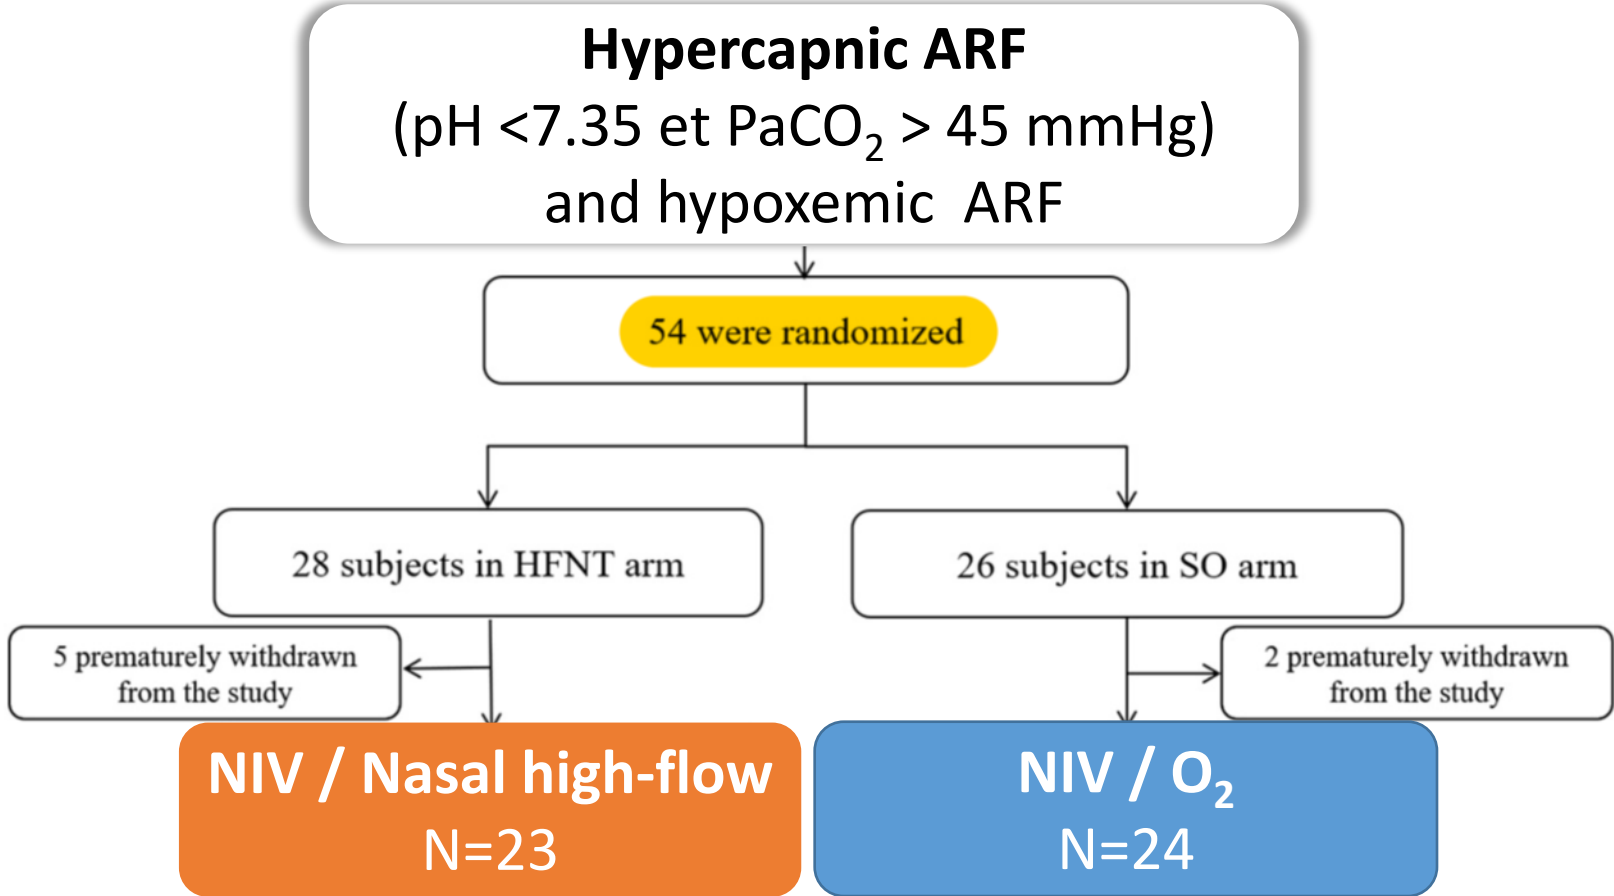 Hypercapnic ARF
(pH <7.35 et PaCO₂ > 45 mmHg)
and hypoxemic ARF
54 were randomized
28 subjects in HFNT arm
26 subjects in SO arm
5 prematurely withdrawn
from the study
2 prematurely withdrawn
from the study
NIV / Nasal high-flow
N=23
NIV / O₂
N=24